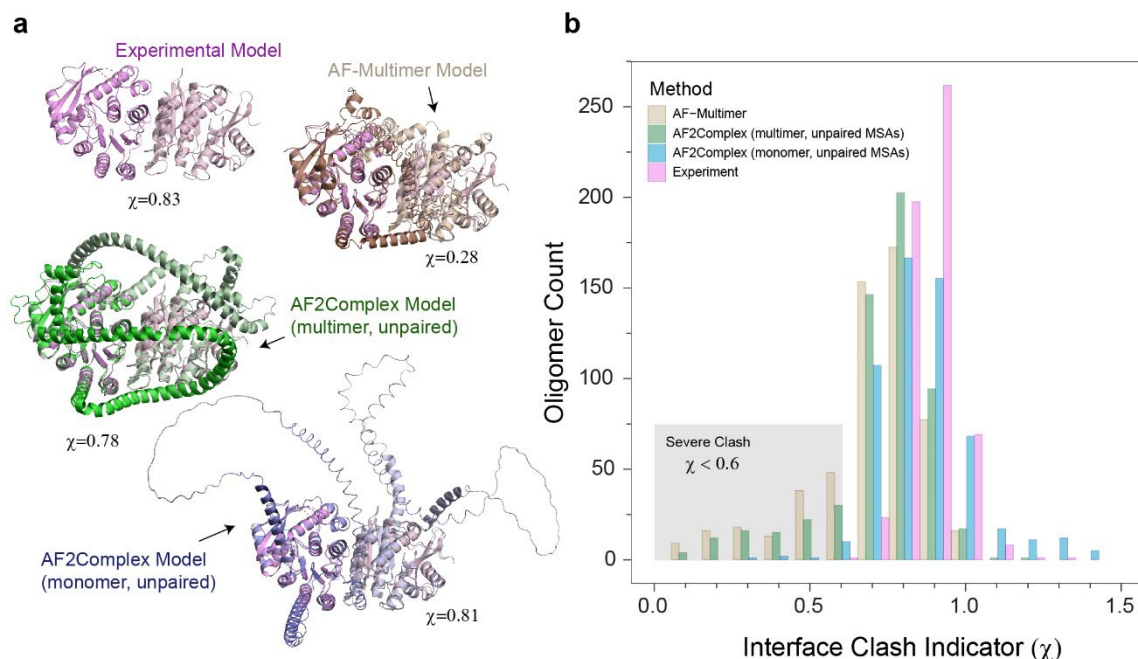 a
Experimental Model
χ=0.83
AF-Multimer Model
χ=0.28
AF2Complex Model
(multimer, unpaired)
χ=0.78
AF2Complex Model
(monomer, unpaired)
χ=0.81
b
Oligomer Count
250
200
150
100
50
0
Method
AF−Multimer
AF2Complex (multimer, unpaired MSAs)
AF2Complex (monomer, unpaired MSAs)
Experiment
Severe Clash
χ < 0.6
0.0 0.5 1.0 1.5
Interface Clash Indicator (χ)